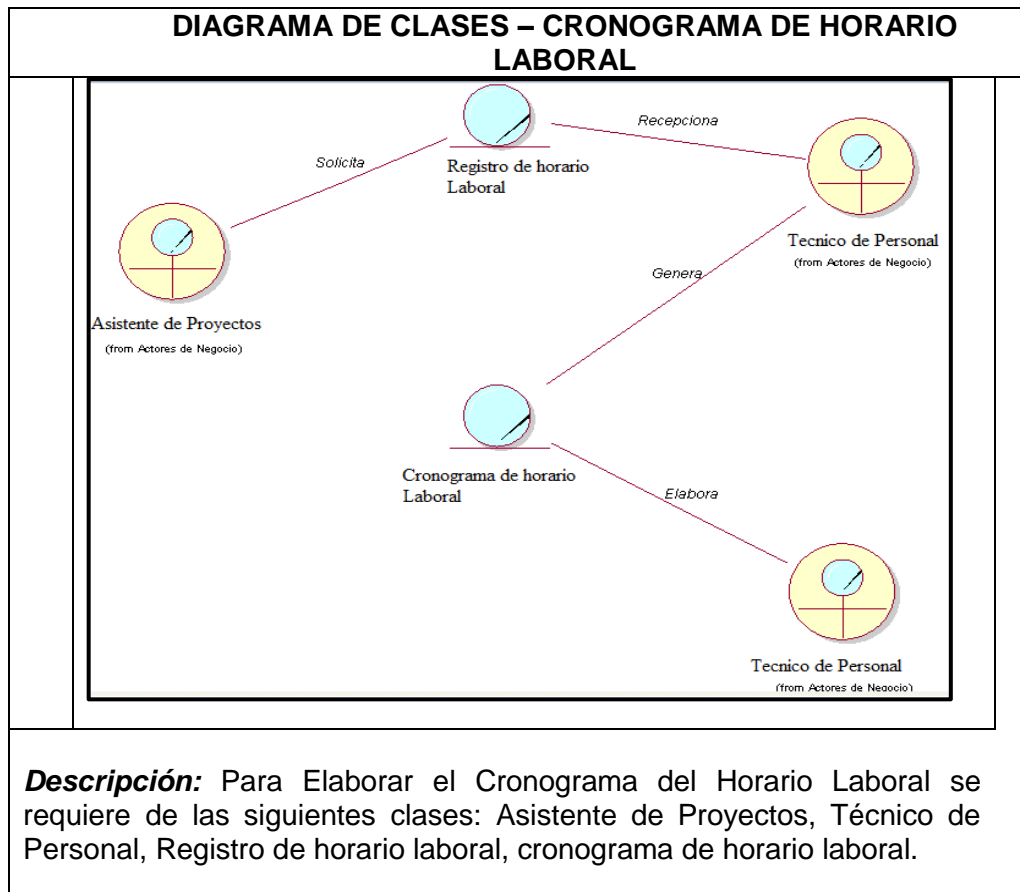 DIAGRAMA DE CLASES – CRONOGRAMA DE HORARIO
LABORAL
Recepciona
Solicita
Registro de horario
Laboral
Tecnico de Personal
(from Actores de Negocio)
Genera
Asistente de Proyectos
(from Actores de Negocio)
Cronograma de horario
Laboral
Elabora
Tecnico de Personal
(from Actores de Negocio)
Descripción: Para Elaborar el Cronograma del Horario Laboral se
requiere de las siguientes clases: Asistente de Proyectos, Técnico de
Personal, Registro de horario laboral, cronograma de horario laboral.